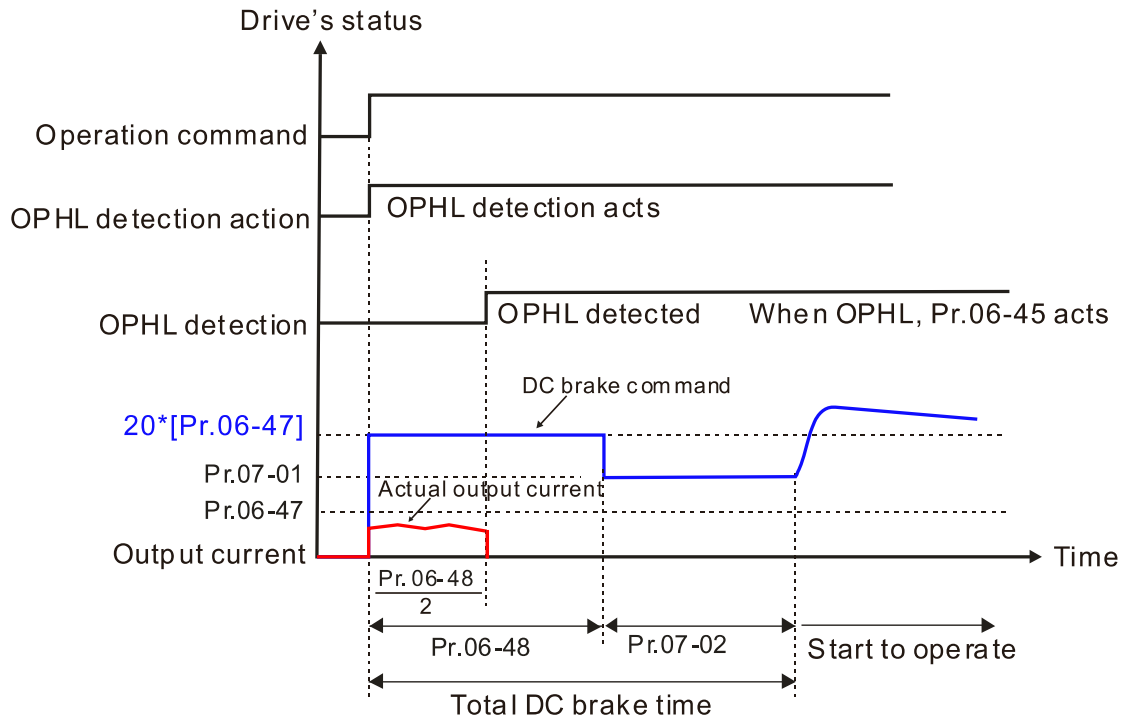 Drive's status
Operation command
OPHL detection action
OPHL detection acts
OPHL detection
OPHL detected
When OPHL, Pr.06-45 acts
DC brake command
20*[Pr.06-47]
Pr.07-01
Actual output current
Pr.06-47
Output current
Time
Pr.06-48
2
Pr.06-48
Pr.07-02
Start to operate
Total DC brake time